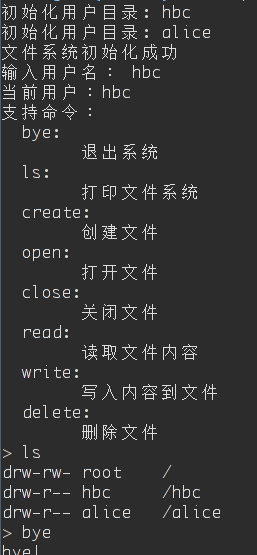 初始化用户目录: hbc
初始化用户目录: alice
文件系统初始化成功
输入用户名： hbc
当前用户：hbc
支持命令：
bye:
退出系统
ls:
打印文件系统
create:
创建文件
open:
打开文件
close:
关闭文件
read:
读取文件内容
write:
写入内容到文件
delete:
删除文件
> ls
drw-rw- root /
drw-r-- hbc /hbc
drw-r-- alice /alice
> bye
bye!